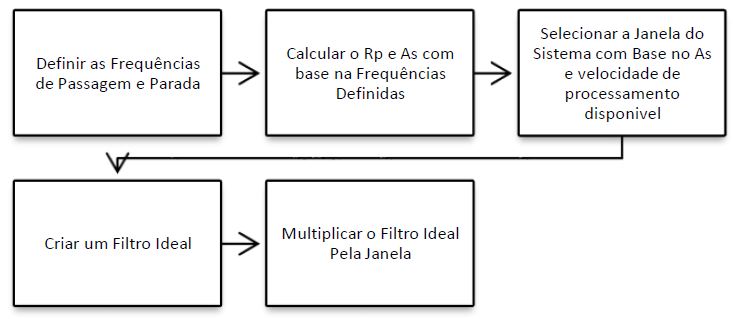 Definir as Frequências
de Passagem e Parada
Calcular o Rp e As com
base na Frequências
Definidas
Selecionar a Janela do
Sistema com Base no As
e velocidade de
processamento
disponivel
Criar um Filtro Ideal
Multiplicar o Filtro Ideal
Pela Janela